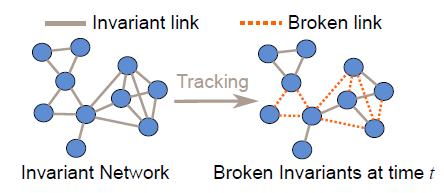 Invariant link
Broken link
Tracking
Invariant Network
Broken Invariants at time t